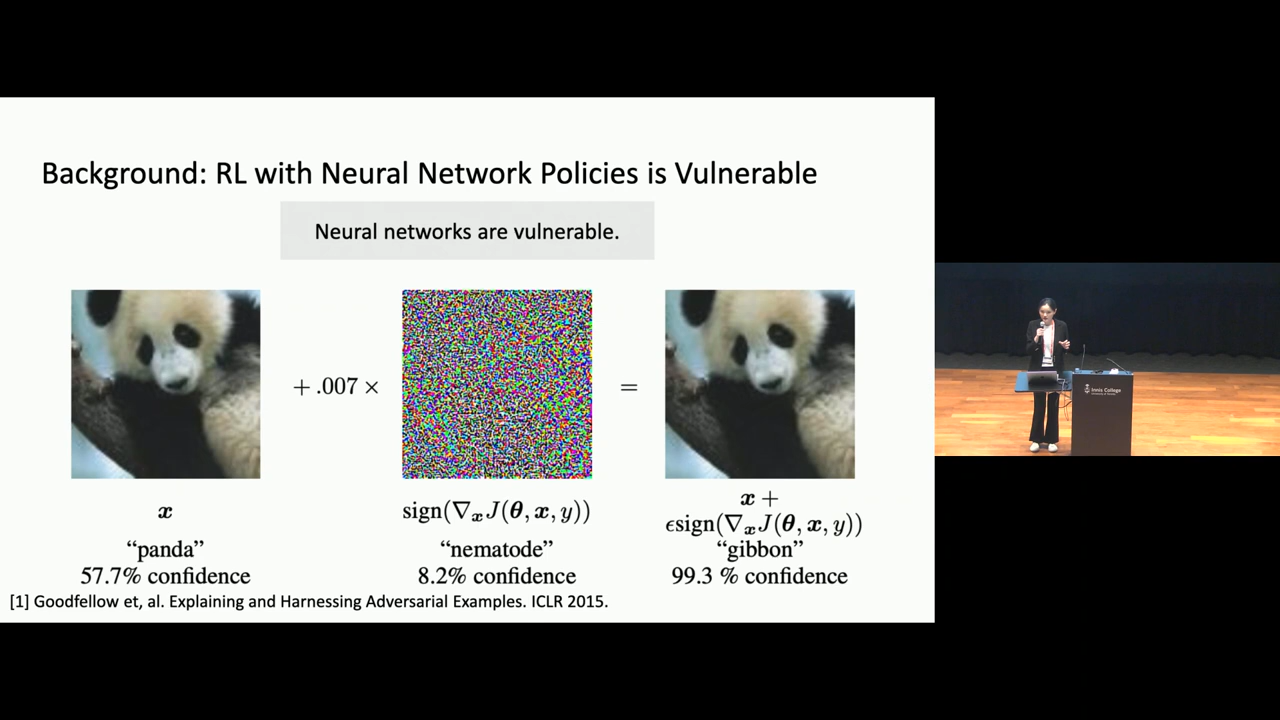 Background: RL with Neural Network Policies is Vulnerable
Neural networks are vulnerable.
+ .007 ×
=
x
sign(∇ₓJ(θ, x, y))
x +
ϵsign(∇ₓJ(θ, x, y))
“panda”
“nematode”
“gibbon”
57.7% confidence
8.2% confidence
99.3 % confidence
[1] Goodfellow et, al. Explaining and Harnessing Adversarial Examples. ICLR 2015.
Innis College